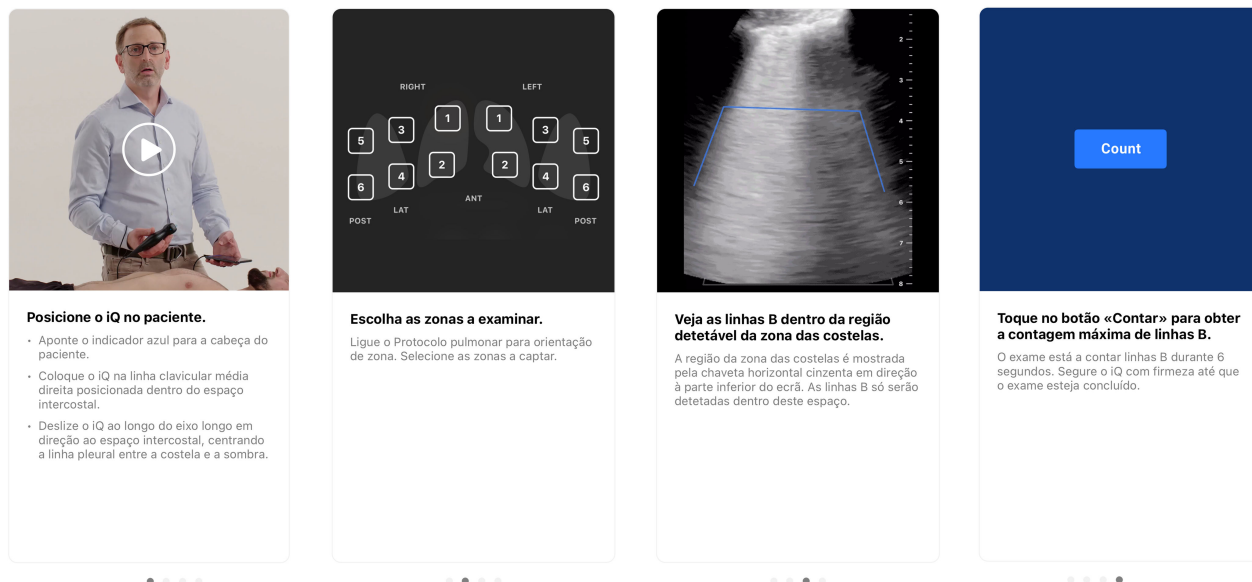 Posicione o iQ no paciente.
• Aponte o indicador azul para a cabeça do
paciente.
• Coloque o iQ na linha clavicular média
direita posicionada dentro do espaço
intercostal.
• Deslize o iQ ao longo do eixo longo em
direção ao espaço intercostal, centrando
a linha pleural entre a costela e a sombra.
RIGHT LEFT
1 1
3 3
5 5
2 2
4 4
6 6
ANT
LAT LAT
POST POST
Escolha as zonas a examinar.
Ligue o Protocolo pulmonar para orientação
de zona. Selecione as zonas a captar.
2
3
4
5
6
7
8
Veja as linhas B dentro da região
detetável da zona das costelas.
A região da zona das costelas é mostrada
pela chaveta horizontal cinzenta em direção
à parte inferior do ecrã. As linhas B só serão
detetadas dentro deste espaço.
Count
Toque no botão «Contar» para obter
a contagem máxima de linhas B.
O exame está a contar linhas B durante 6
segundos. Segure o iQ com firmeza até que
o exame esteja concluído.